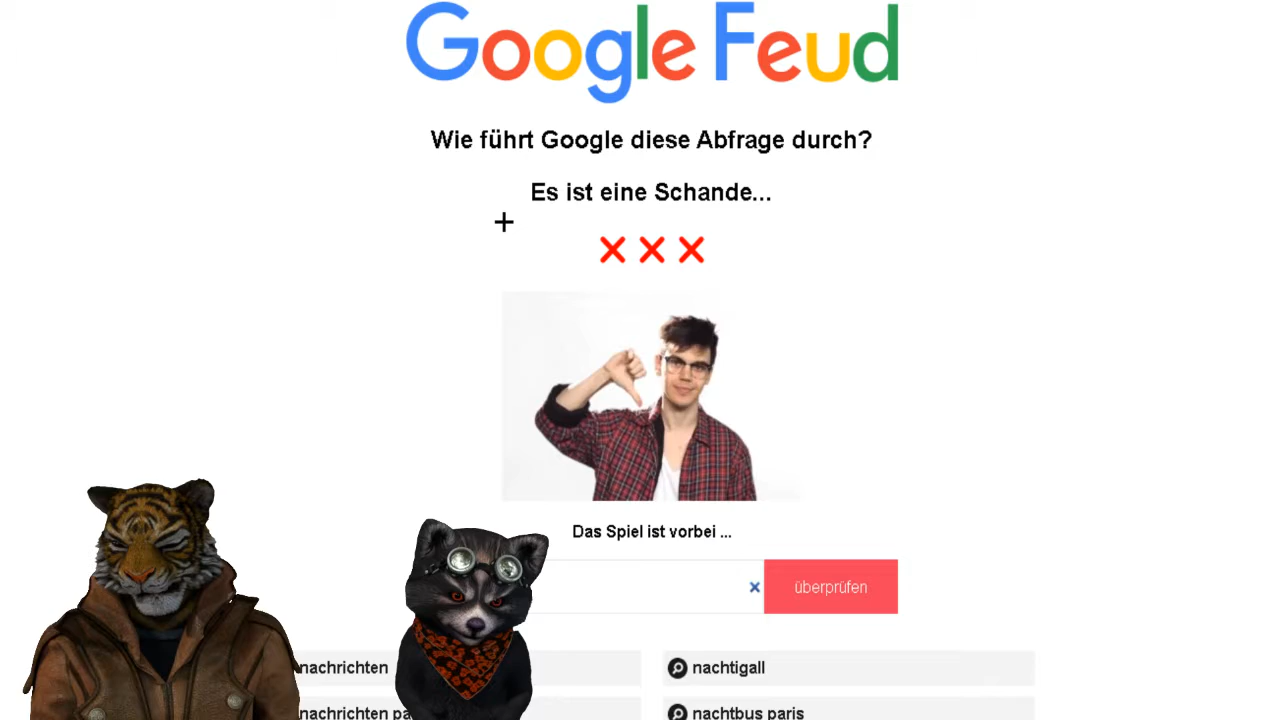 Google Feud
Wie führt Google diese Abfrage durch?
Es ist eine Schande...
Das Spiel ist vorbei ...
überprüfen
nachrichten
nachtigall
nachrichten
nachtbus paris